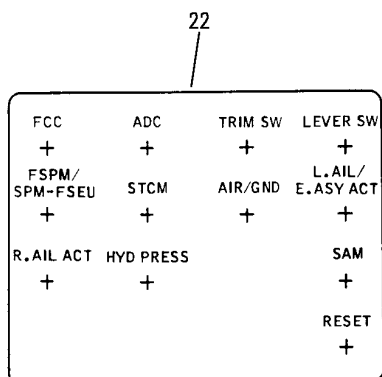 22
FCC ADC TRIM SW LEVER SW
+ + + +
FSPM/ SPM-FSEU STCM AIR/GND L.AIL/ E.ASY ACT
+ + + +
R.AIL ACT HYD PRESS SAM
+ + +
RESET
+